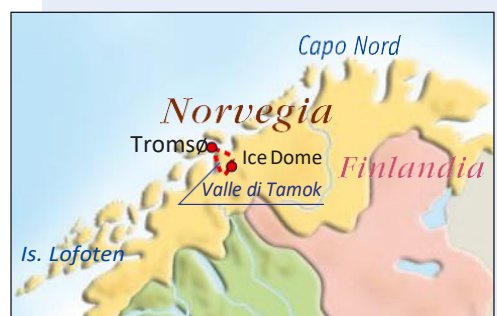 Capo Nord
Norvegia
Tromsø
Ice Dome
Finlandia
Valle di Tamok
Is. Lofoten